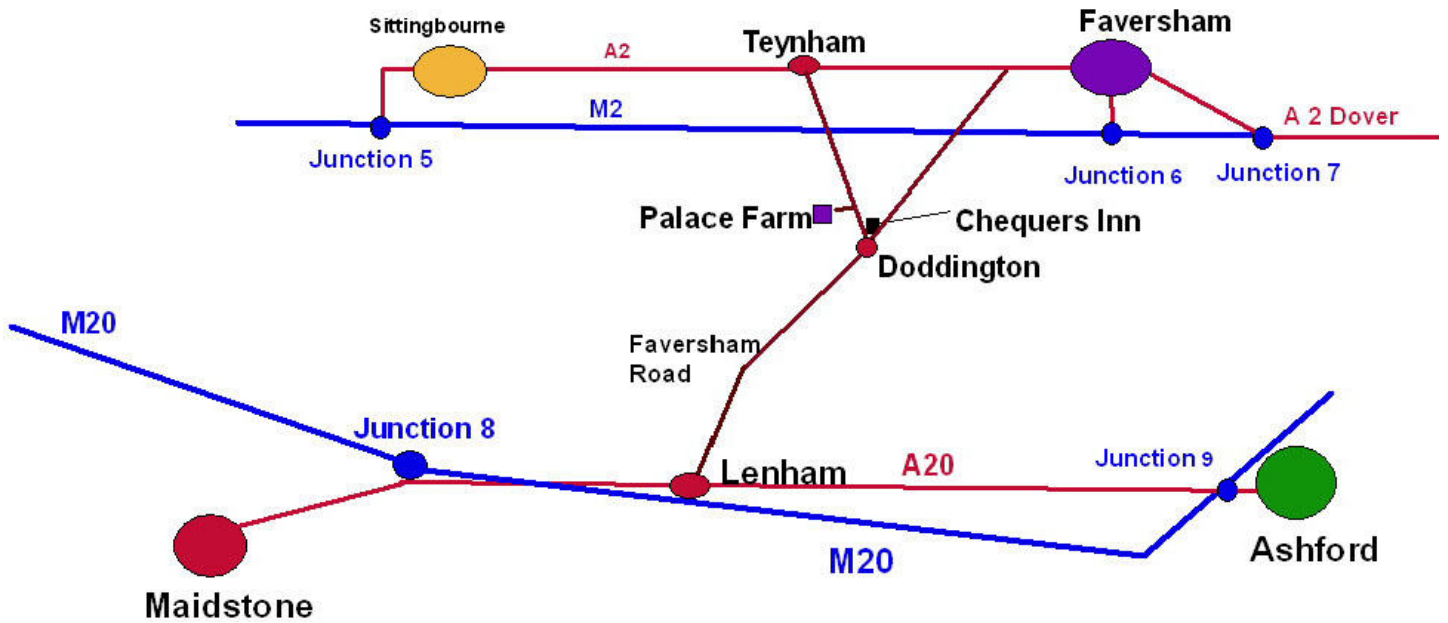 Sittingbourne
A2
Teynham
Faversham
M2
A 2 Dover
Junction 5
Junction 6
Junction 7
Palace Farm
Chequers Inn
Doddington
M20
Faversham
Road
Junction 8
Lenham
A20
Junction 9
M20
Ashford
Maidstone